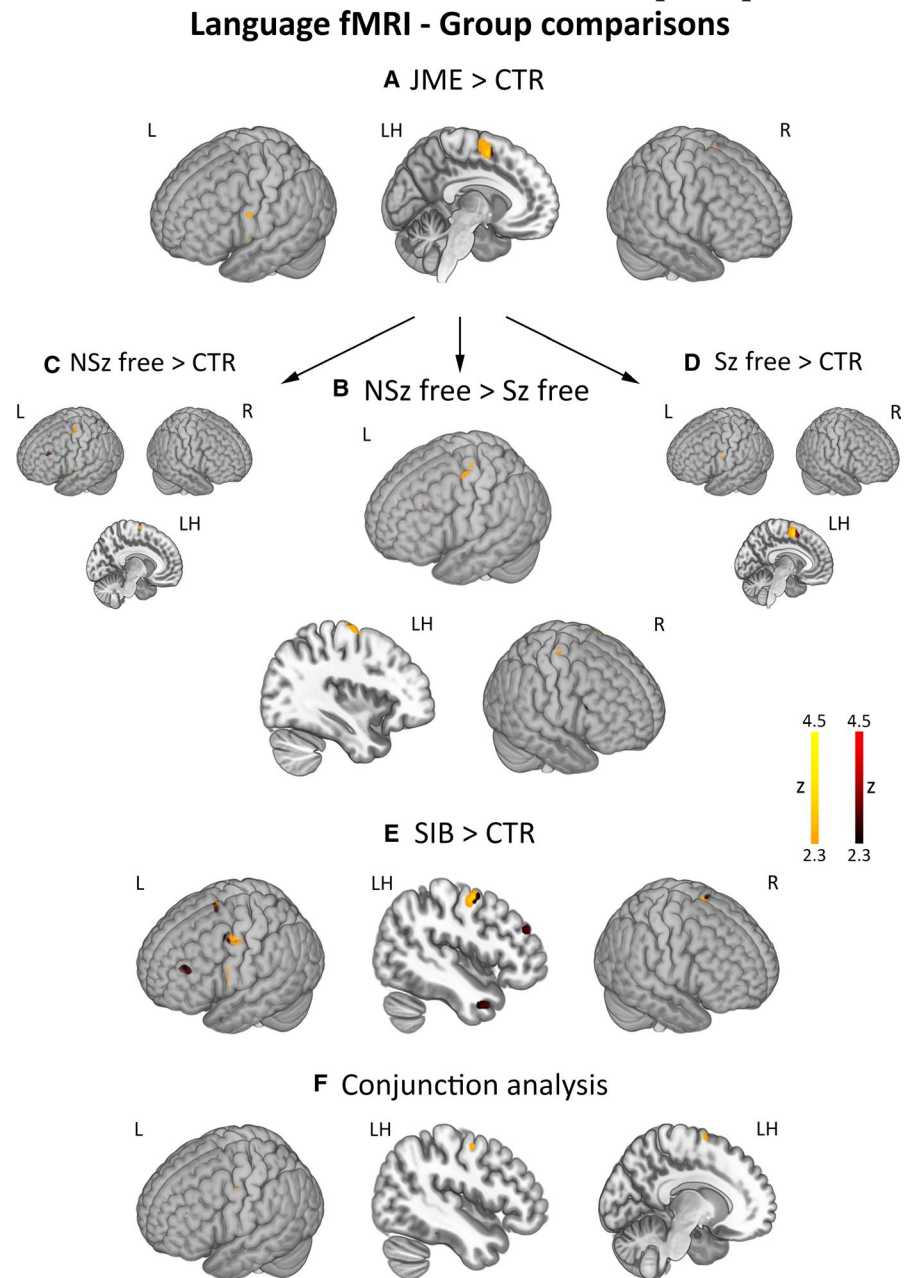 Language fMRI - Group comparisons
A JME > CTR
L LH R
C NSz free > CTR
L R
LH
B NSz free > Sz free
L
LH R
D Sz free > CTR
L R
LH
4.5 4.5
z z
2.3 2.3
E SIB > CTR
L LH R
F Conjunction analysis
L LH LH